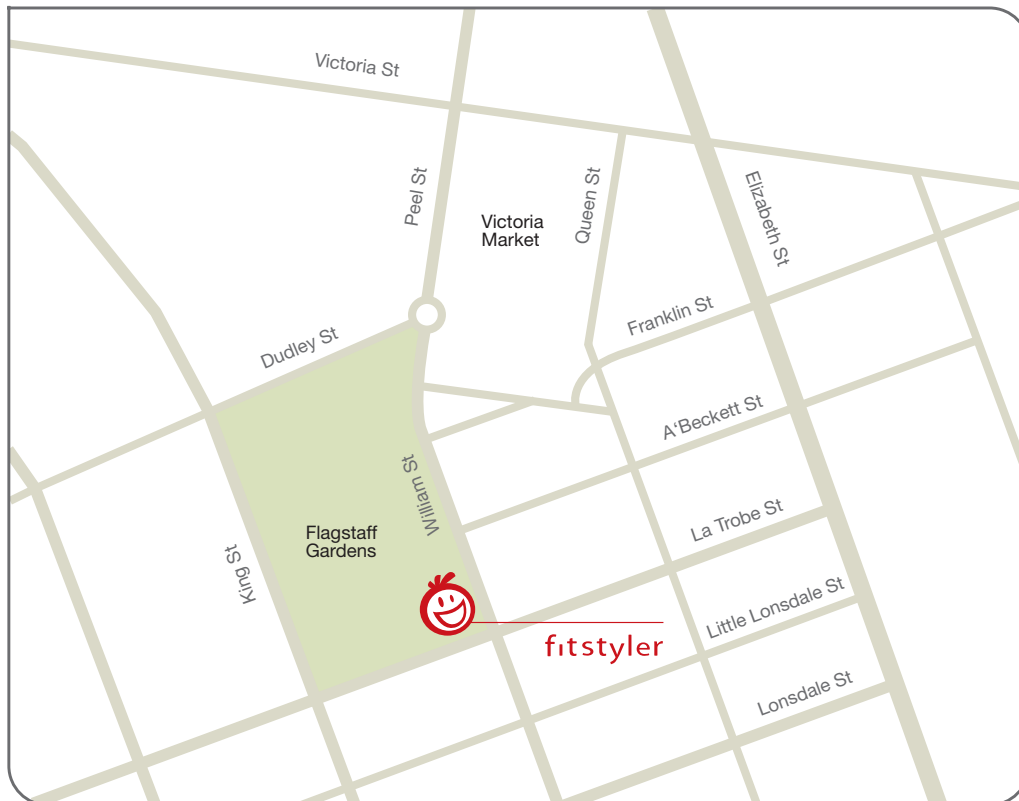 Victoria St
Peel St
Victoria
Market
Queen St
Elizabeth St
Dudley St
Franklin St
A‘Beckett St
William St
La Trobe St
Flagstaff
Gardens
King St
Little Lonsdale St
fitstyler
Lonsdale St